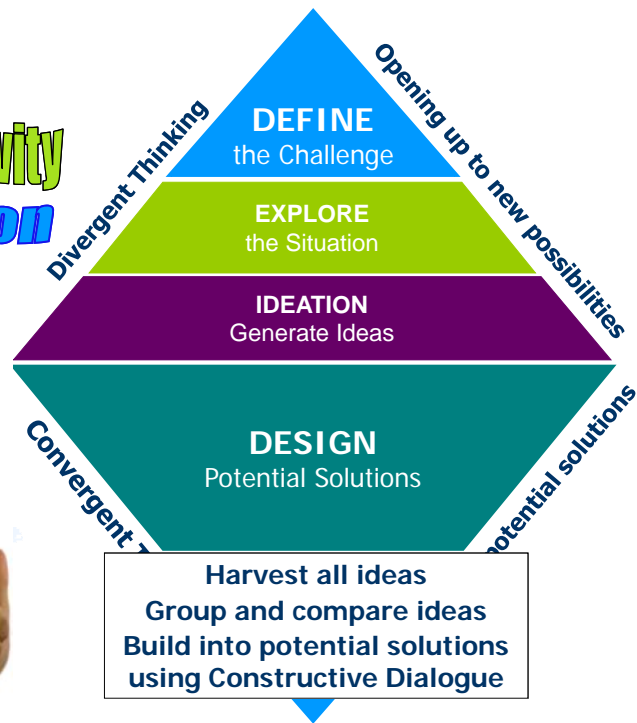 DEFINE
the Challenge
Divergent Thinking
Opening up to new possibilities
EXPLORE
the Situation
IDEATION
Generate Ideas
DESIGN
Potential Solutions
Convergent
potential solutions
Harvest all ideas
Group and compare ideas
Build into potential solutions
using Constructive Dialogue